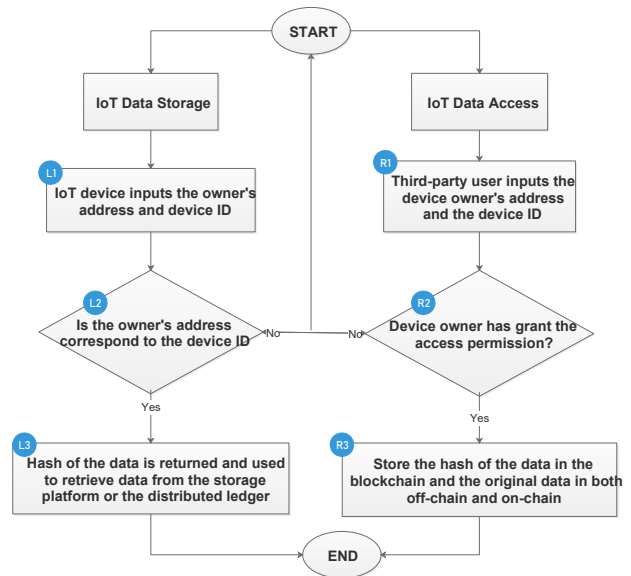 START
IoT Data Storage
IoT Data Access
L1
IoT device inputs the owner's
address and device ID
R1
Third-party user inputs the
device owner's address
and the device ID
L2
Is the owner's address
correspond to the device ID
No
No
R2
Device owner has grant the
access permission?
Yes
Yes
L3
Hash of the data is returned and used
to retrieve data from the storage
platform or the distributed ledger
R3
Store the hash of the data in the
blockchain and the original data in both
off-chain and on-chain
END